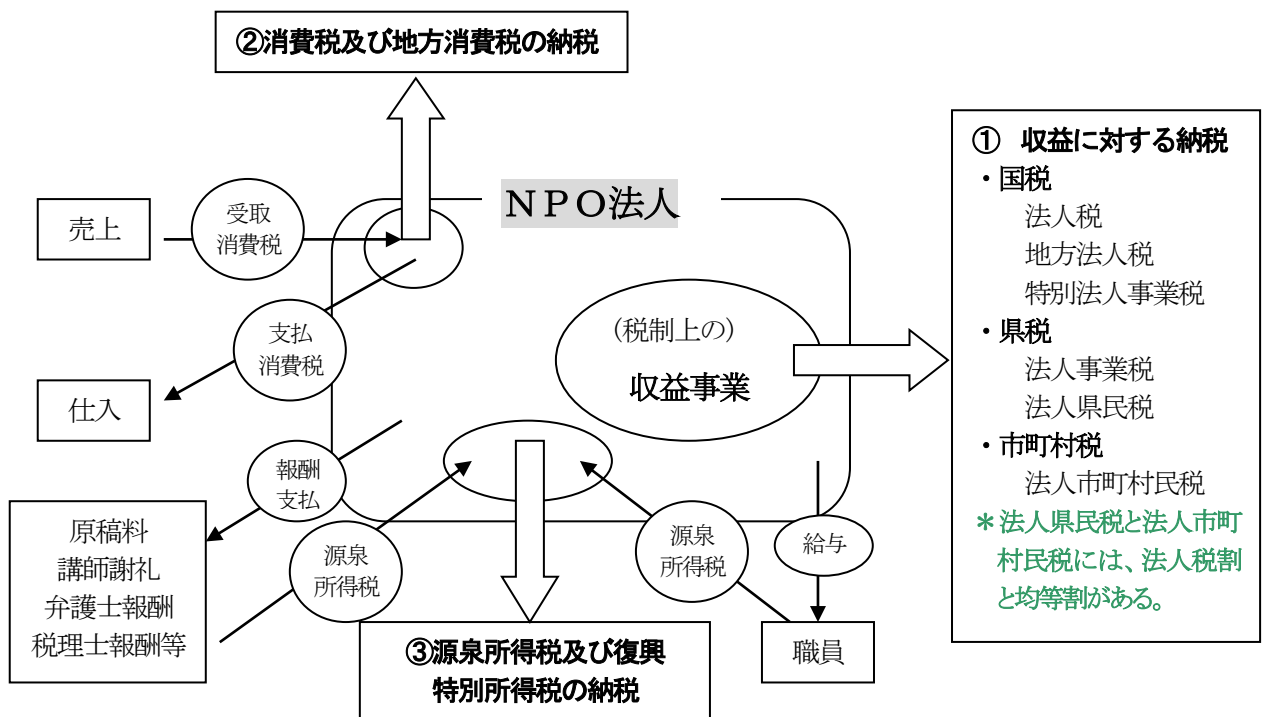 ②消費税及び地方消費税の納税
NPO法人
売上
受取
消費税
支払
消費税
仕入
(税制上の)
収益事業
報酬
支払
原稿料
講師謝礼
弁護士報酬
税理士報酬等
源泉
所得税
源泉
所得税
給与
職員
③源泉所得税及び復興
特別所得税の納税
① 収益に対する納税
・国税
法人税
地方法人税
特別法人事業税
・県税
法人事業税
法人県民税
・市町村税
法人市町村民税
*法人県民税と法人市町
村民税には、法人税割
と均等割がある。